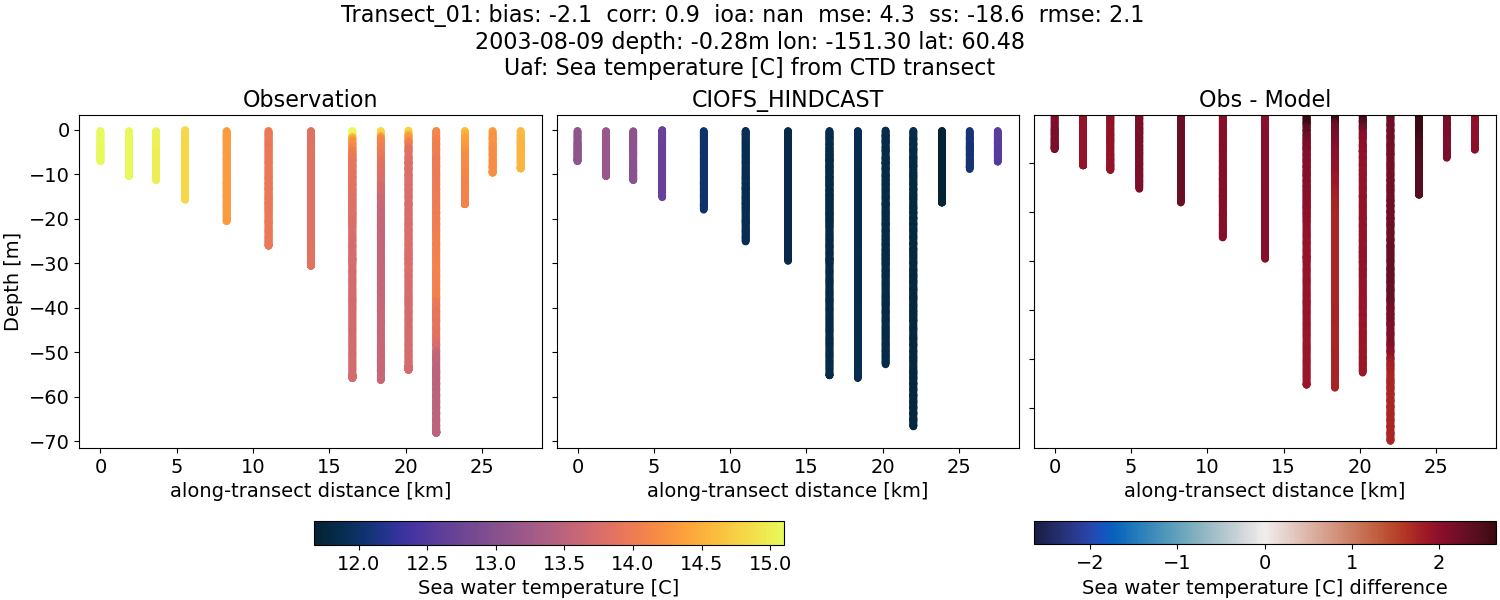 Transect_01: bias: -2.1  corr: 0.9  ioa: nan  mse: 4.3  ss: -18.6  rmse: 2.1
2003-08-09 depth: -0.28m lon: -151.30 lat: 60.48
Uaf: Sea temperature [C] from CTD transect
Observation
CIOFS_HINDCAST
Obs - Model
Depth [m]
0
−10
−20
−30
−40
−50
−60
−70
0 5 10 15 20 25
0 5 10 15 20 25
0 5 10 15 20 25
along-transect distance [km]
along-transect distance [km]
along-transect distance [km]
12.0 12.5 13.0 13.5 14.0 14.5 15.0
Sea water temperature [C]
−2 −1 0 1 2
Sea water temperature [C] difference